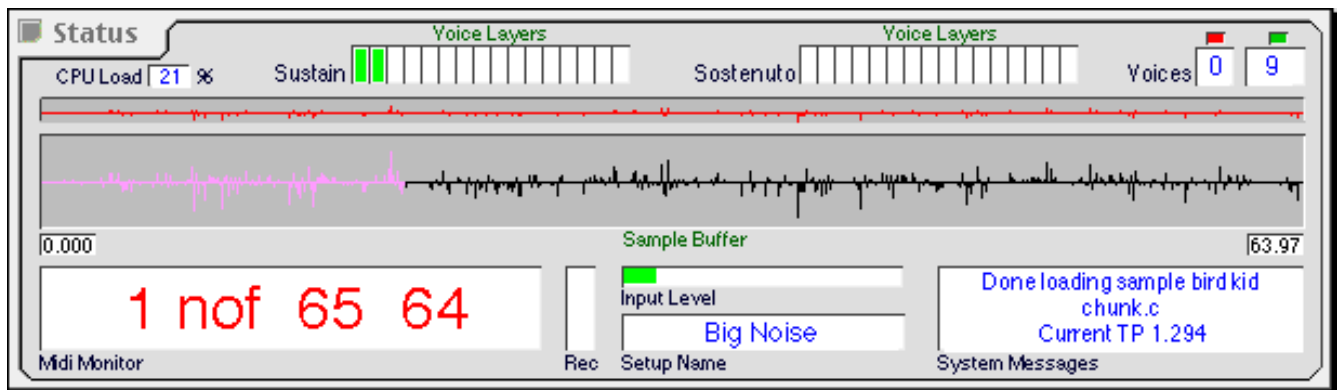 Status
Voice Layers
Voice Layers
CPU Load 21 %
Sustain
Sostenuto
Voices 0 9
0.000
Sample Buffer
63.97
1 nof 65 64
Midi Monitor
Rec
Input Level
Big Noise
Setup Name
Done loading sample bird kid
chunk.c
Current TP 1.294
System Messages